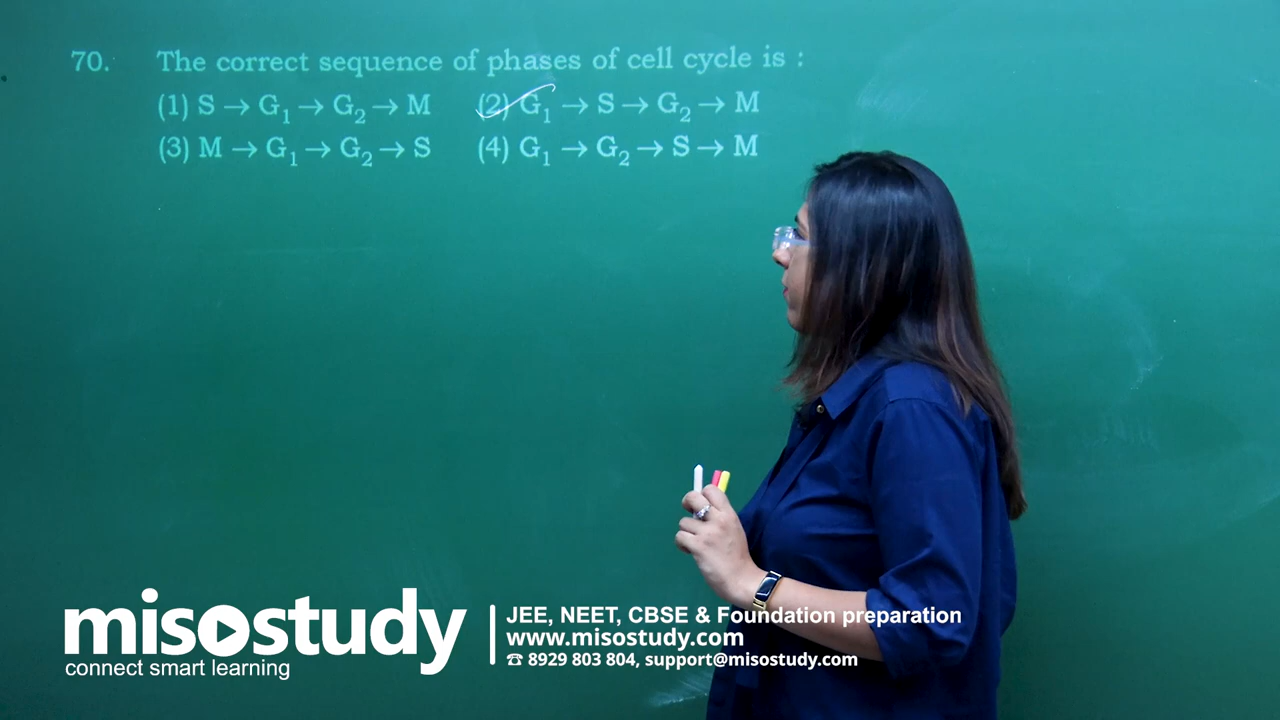 70. The correct sequence of phases of cell cycle is :
(1) S → G₁ → G₂ → M (2) G₁ → S → G₂ → M
(3) M → G₁ → G₂ → S (4) G₁ → G₂ → S → M
misostudy
connect smart learning
JEE, NEET, CBSE & Foundation preparation
www.misostudy.com
☎ 8929 803 804, support@misostudy.com